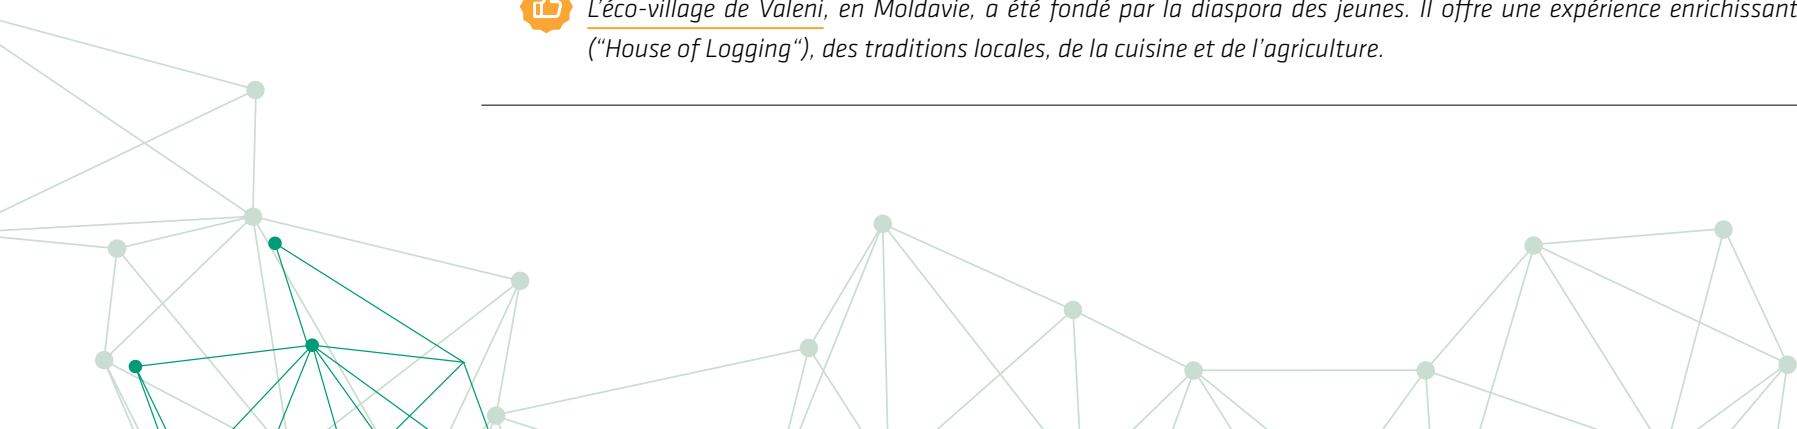 L’éco-village de Valeni, en Moldavie, a été fondé par la diaspora des jeunes. Il offre une expérience enrichissant
(“House of Logging“), des traditions locales, de la cuisine et de l’agriculture.